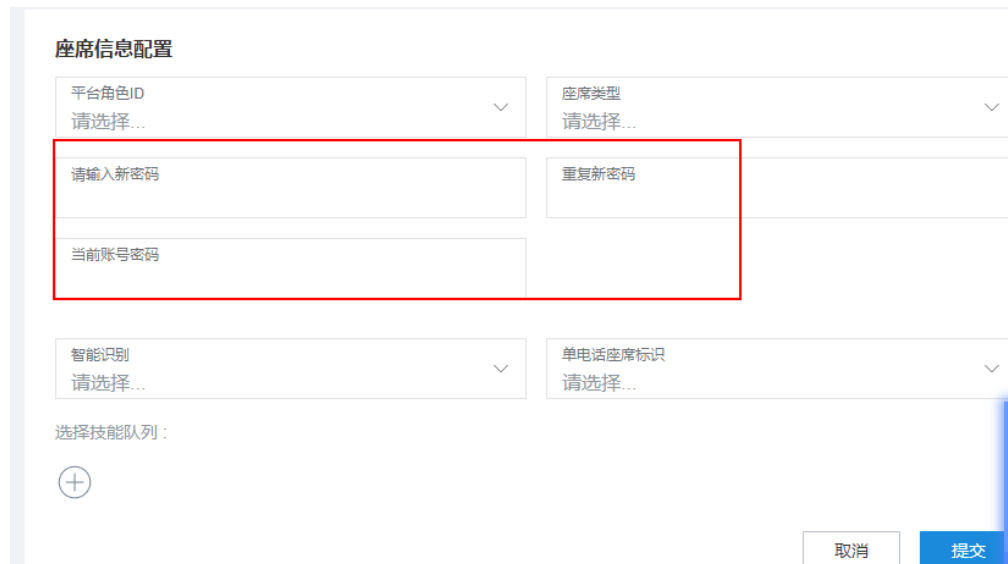 座席信息配置
平台角色ID
请选择...
座席类型
请选择...
请输入新密码
重复新密码
当前账号密码
智能识别
请选择...
单电话座席标识
请选择...
选择技能队列 :
取消
提交